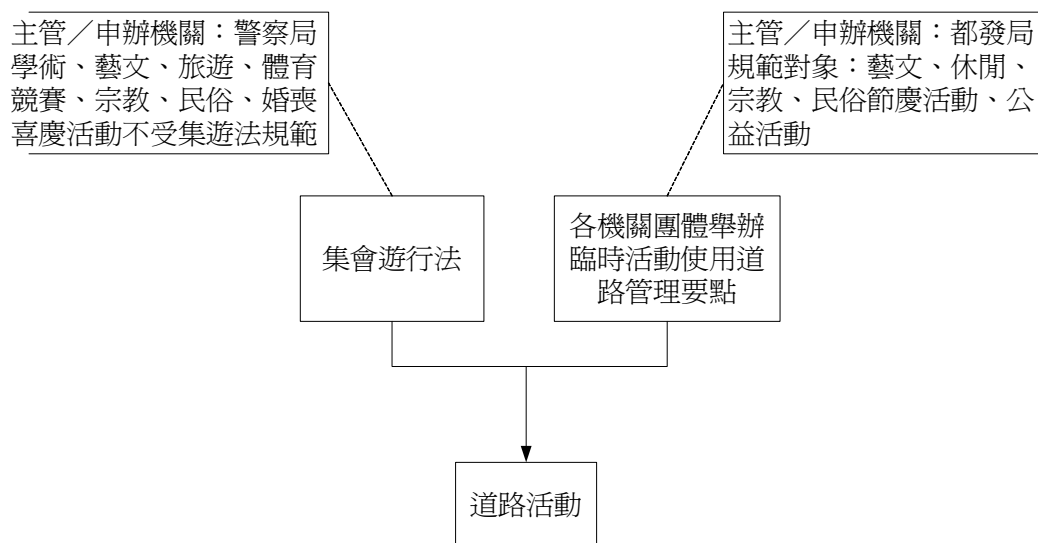 主管／申辦機關：警察局
學術、藝文、旅遊、體育
競賽、宗教、民俗、婚喪
喜慶活動不受集遊法規範
主管／申辦機關：都發局
規範對象：藝文、休閒、
宗教、民俗節慶活動、公
益活動
集會遊行法
各機關團體舉辦
臨時活動使用道
路管理要點
道路活動